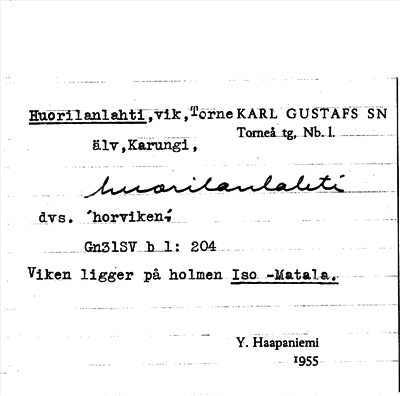 Huorilanlahti,vik,Torne KARL GUSTAFS SN
Torneå tg, Nb. l.
älv,Karungi,
huorilanlahti
dvs. ´horviken´;
Gn31SV b 1: 204
Viken ligger på holmen Iso -Matala.
Y. Haapaniemi
1955